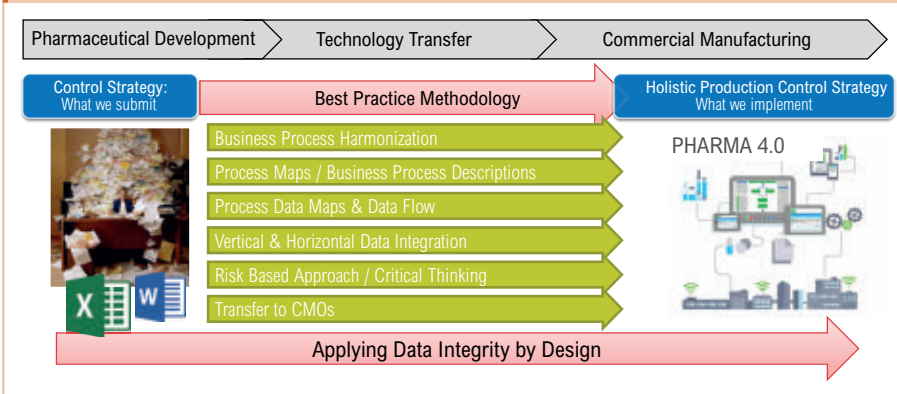 Pharmaceutical Development
Technology Transfer
Commercial Manufacturing
Control Strategy:
What we submit
Best Practice Methodology
Holistic Production Control Strategy
What we implement
Business Process Harmonization
Process Maps / Business Process Descriptions
Process Data Maps & Data Flow
Vertical & Horizontal Data Integration
Risk Based Approach / Critical Thinking
Transfer to CMOs
PHARMA 4.0
X
W
Applying Data Integrity by Design